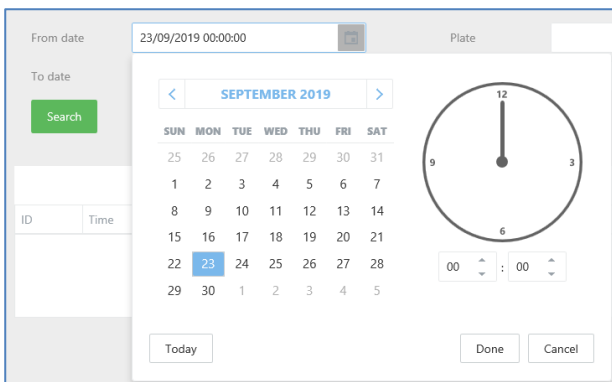 From date 23/09/2019 00:00:00 Plate
To date
Search
ID Time
SEPTEMBER 2019
SUN MON TUE WED THU FRI SAT
25 26 27 28 29 30 31
1 2 3 4 5 6 7
8 9 10 11 12 13 14
15 16 17 18 19 20 21
22 23 24 25 26 27 28
29 30 1 2 3 4 5
12
9 3
6
00 : 00
Today Done Cancel